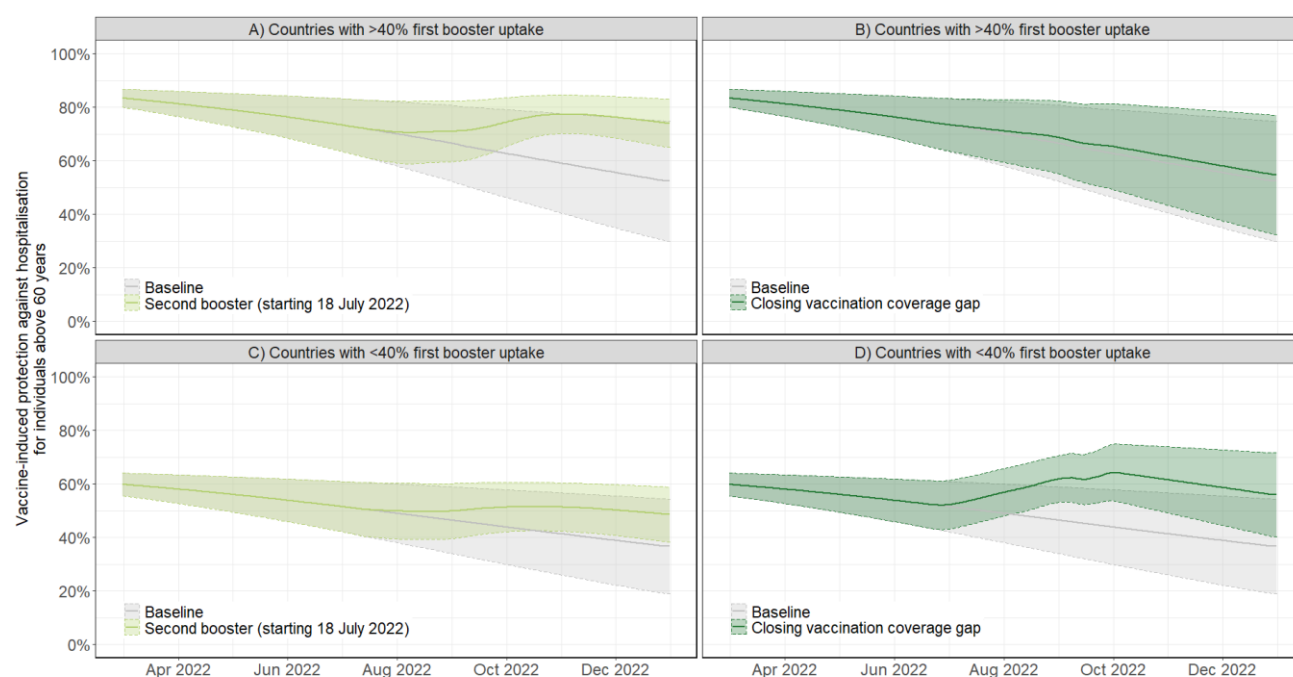 Vaccine-induced protection against hospitalisation
for individuals above 60 years
A) Countries with >40% first booster uptake
100%
80%
60%
40%
20%
0%
Baseline
Second booster (starting 18 July 2022)
B) Countries with >40% first booster uptake
Baseline
Closing vaccination coverage gap
C) Countries with <40% first booster uptake
100%
80%
60%
40%
20%
0%
Baseline
Second booster (starting 18 July 2022)
D) Countries with <40% first booster uptake
Baseline
Closing vaccination coverage gap
Apr 2022 Jun 2022 Aug 2022 Oct 2022 Dec 2022
Apr 2022 Jun 2022 Aug 2022 Oct 2022 Dec 2022